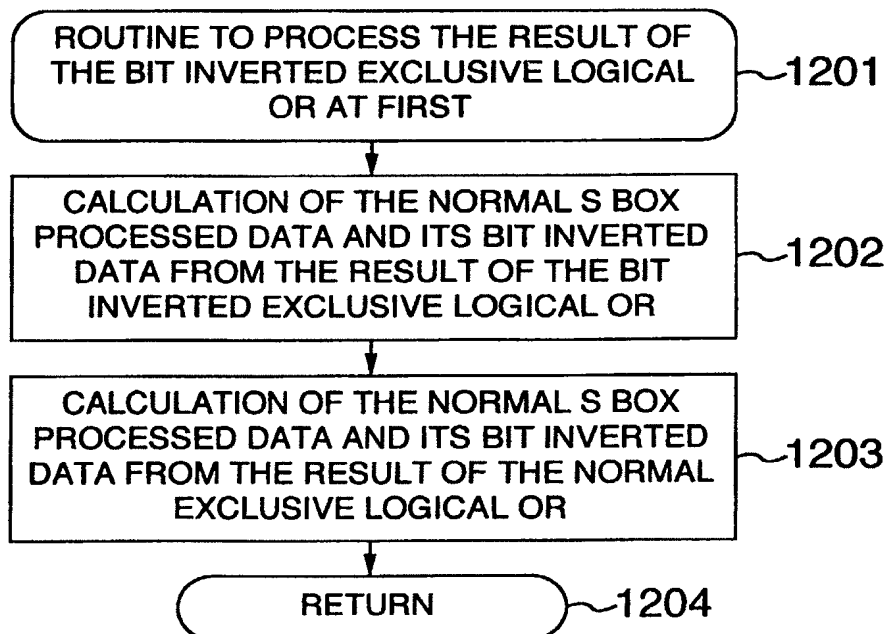 ROUTINE TO PROCESS THE RESULT OF
THE BIT INVERTED EXCLUSIVE LOGICAL
OR AT FIRST
1201
CALCULATION OF THE NORMAL S BOX
PROCESSED DATA AND ITS BIT INVERTED
DATA FROM THE RESULT OF THE BIT
INVERTED EXCLUSIVE LOGICAL OR
1202
CALCULATION OF THE NORMAL S BOX
PROCESSED DATA AND ITS BIT INVERTED
DATA FROM THE RESULT OF THE NORMAL
EXCLUSIVE LOGICAL OR
1203
RETURN
1204